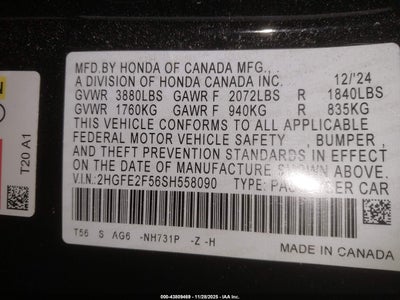 MFD.BY HONDA OF CANADA MFG.,
A DIVISION OF HONDA CANADA INC. 12/'24
GVWR 3880LBS GAWR F 2072LBS R 1840LBS
GVWR 1760KG GAWR F 940KG R 835KG
THIS VEHICLE CONFORMS TO ALL APPLICABLE
FEDERAL MOTOR VEHICLE SAFETY , BUMPER ,
AND THEFT PREVENTION STANDARDS IN EFFECT
ON THE DATE OF MANUFACTURE SHOWN ABOVE.
V.I.N.:2HGFE2F56SH558090 TYPE: PASSENGER CAR
T56 S AG6 -NH731P -Z -H
MADE IN CANADA
T20 A1
000-43809469 - 11/28/2025 - IAA Inc.